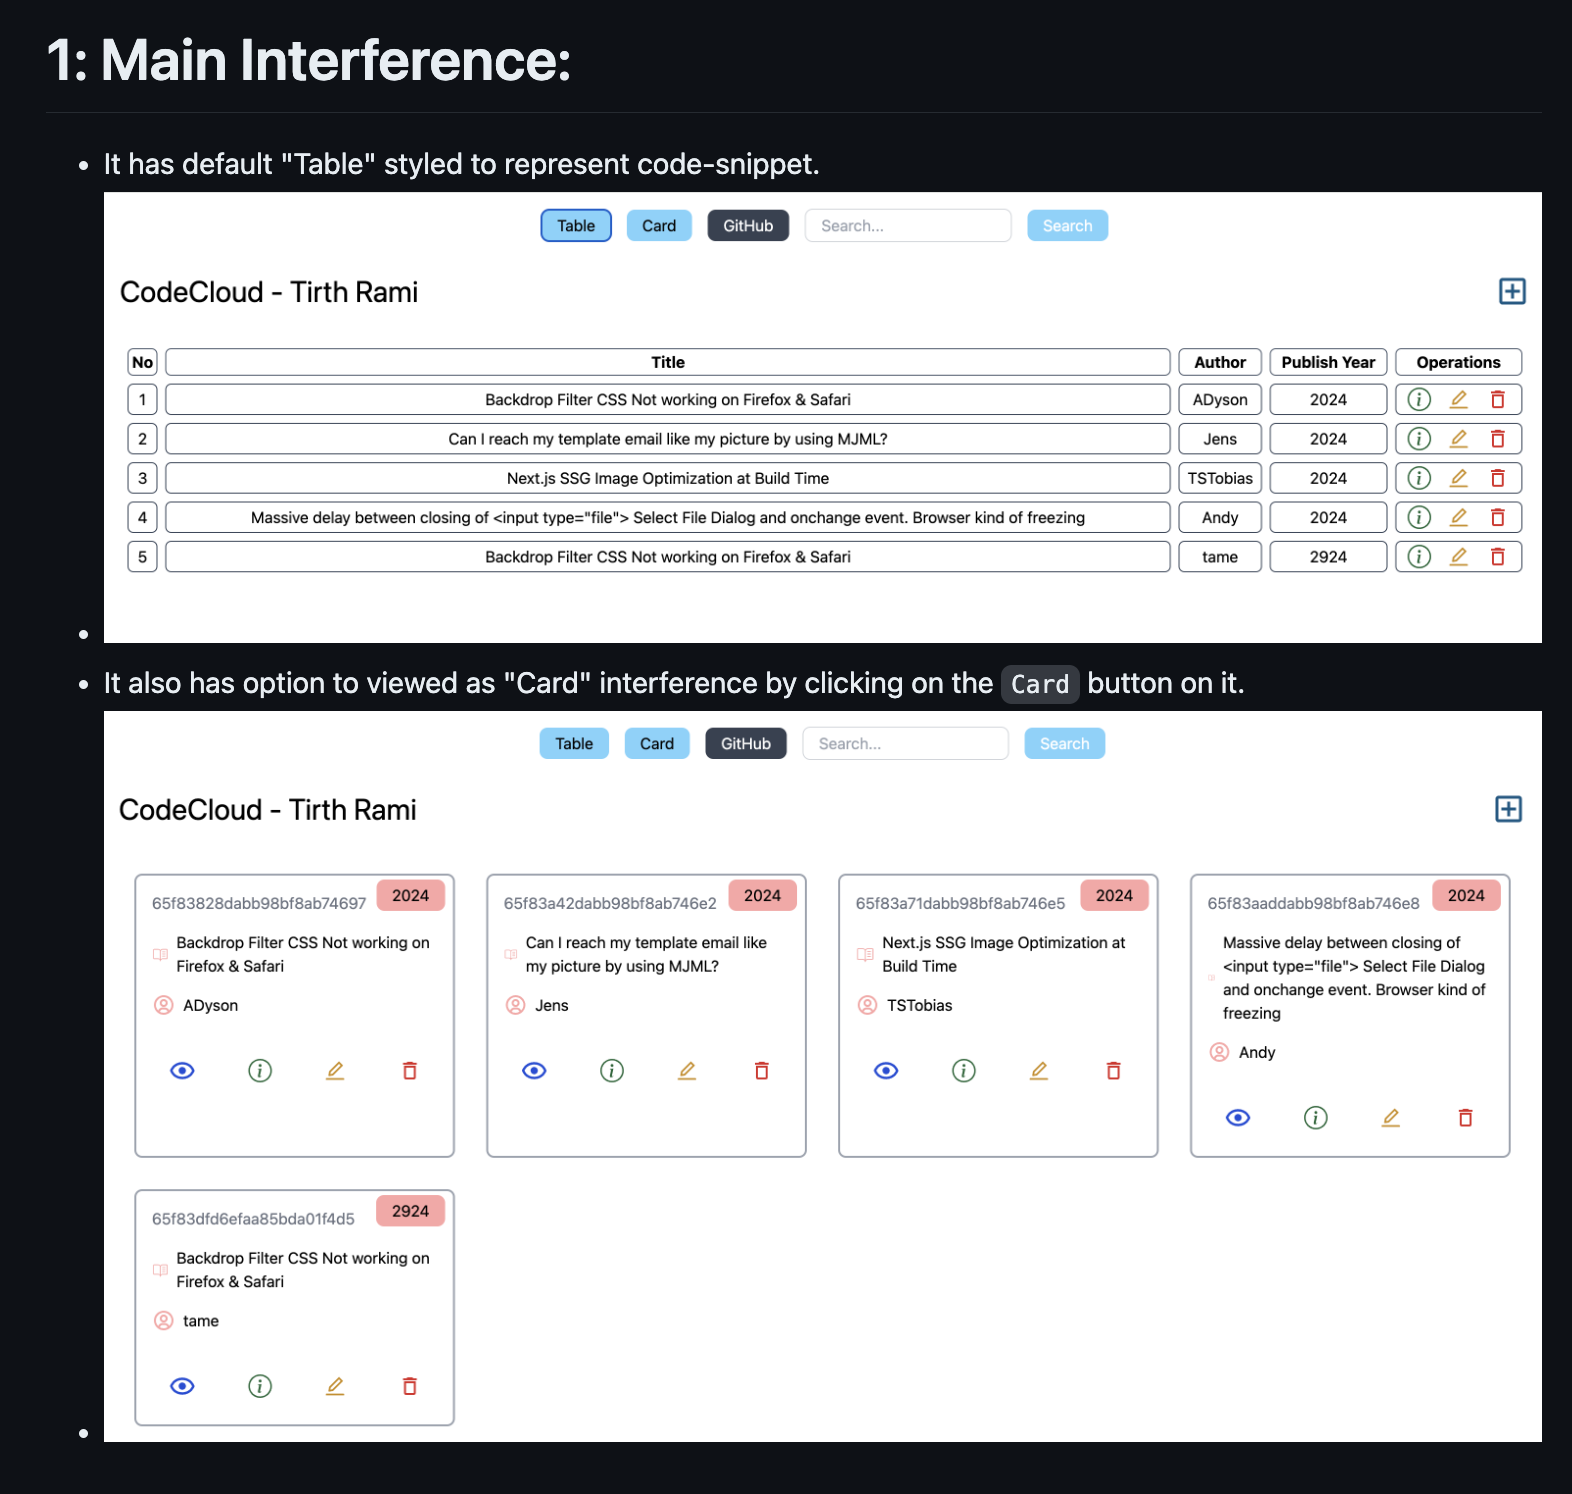 1: Main Interference:
It has default "Table" styled to represent code-snippet.
Table Card GitHub Search... Search
CodeCloud - Tirth Rami
No Title Author Publish Year Operations
1 Backdrop Filter CSS Not working on Firefox & Safari ADyson 2024
2 Can I reach my template email like my picture by using MJML? Jens 2024
3 Next.js SSG Image Optimization at Build Time TSTobias 2024
4 Massive delay between closing of <input type="file"> Select File Dialog and onchange event. Browser kind of freezing Andy 2024
5 Backdrop Filter CSS Not working on Firefox & Safari tame 2924
It also has option to viewed as "Card" interference by clicking on the Card button on it.
Table Card GitHub Search... Search
CodeCloud - Tirth Rami
65f83828dabb98bf8ab74697 2024
Backdrop Filter CSS Not working on
Firefox & Safari
ADyson
65f83a42dabb98bf8ab746e2 2024
Can I reach my template email like
my picture by using MJML?
Jens
65f83a71dabb98bf8ab746e5 2024
Next.js SSG Image Optimization at
Build Time
TSTobias
65f83aaddabb98bf8ab746e8 2024
Massive delay between closing of
<input type="file"> Select File Dialog
and onchange event. Browser kind of
freezing
Andy
65f83dfd6efaa85bda01f4d5 2924
Backdrop Filter CSS Not working on
Firefox & Safari
tame